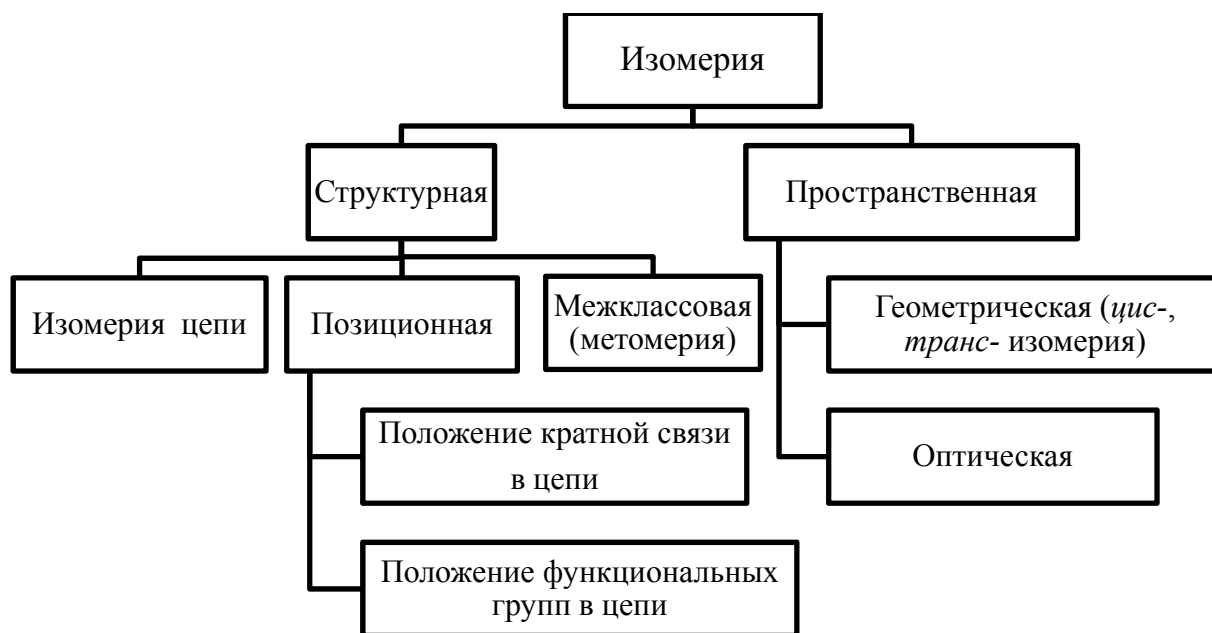 Изомерия
Структурная
Пространственная
Изомерия цепи
Позиционная
Межклассовая
(метомерия)
Геометрическая (цис-,
транс- изомерия)
Положение кратной связи
в цепи
Оптическая
Положение функциональных
групп в цепи